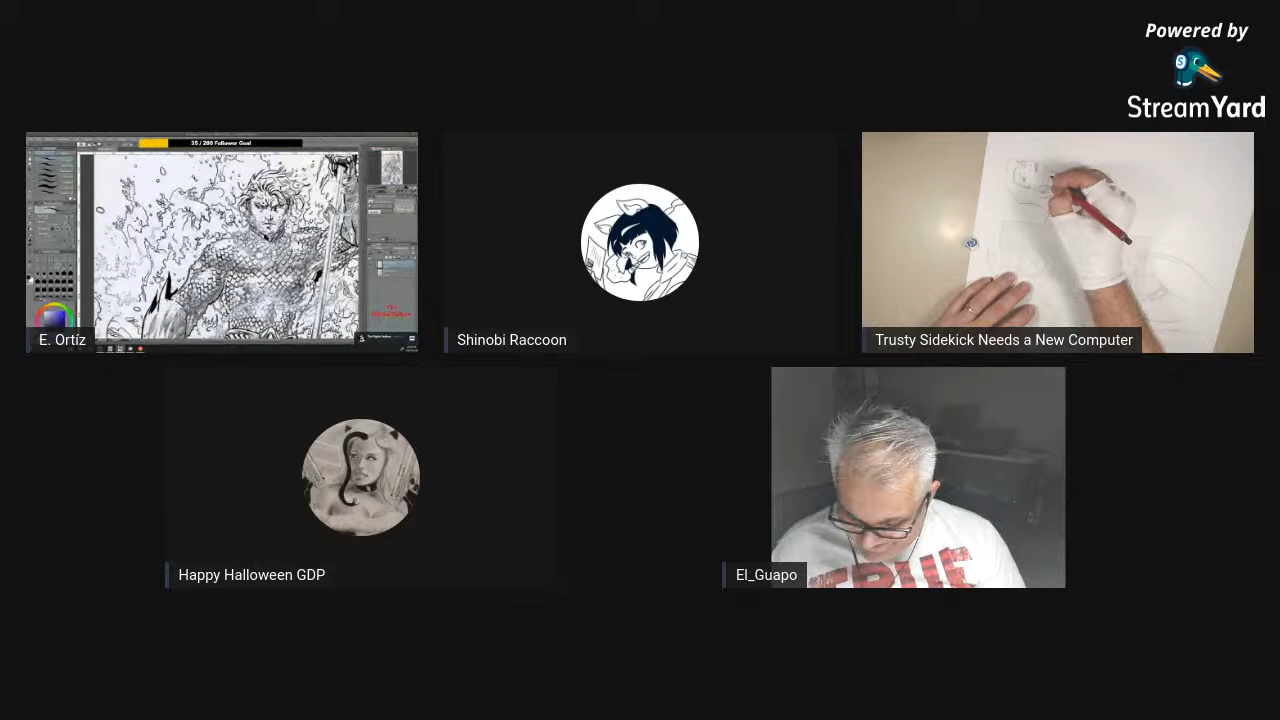 Powered by
StreamYard
35 / 200 Follower Goal
E. Ortíz
Shinobi Raccoon
Trusty Sidekick Needs a New Computer
Happy Halloween GDP
TRUE
El_Guapo